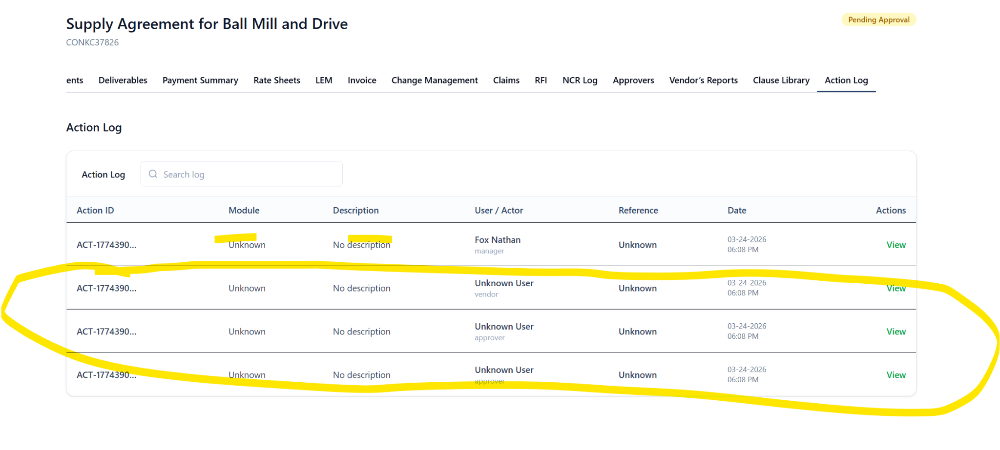 Supply Agreement for Ball Mill and Drive
Pending Approval
CONKC37826
ents Deliverables Payment Summary Rate Sheets LEM Invoice Change Management Claims RFI NCR Log Approvers Vendor’s Reports Clause Library Action Log
Action Log
Action Log Search log
Action ID Module Description User / Actor Reference Date Actions
ACT-1774390... Unknown No description Fox Nathan manager Unknown 03-24-2026 06:08 PM View
ACT-1774390... Unknown No description Unknown User vendor Unknown 03-24-2026 06:08 PM View
ACT-1774390... Unknown No description Unknown User approver Unknown 03-24-2026 06:08 PM View
ACT-1774390... Unknown No description Unknown User approver Unknown 03-24-2026 06:08 PM View